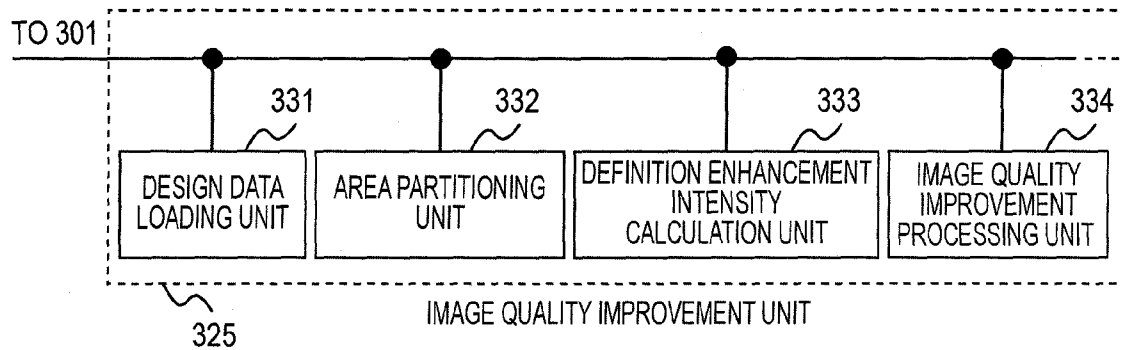 TO 301
331
332
333
334
DESIGN DATA
LOADING UNIT
AREA PARTITIONING
UNIT
DEFINITION ENHANCEMENT
INTENSITY
CALCULATION UNIT
IMAGE QUALITY
IMPROVEMENT
PROCESSING UNIT
325
IMAGE QUALITY IMPROVEMENT UNIT